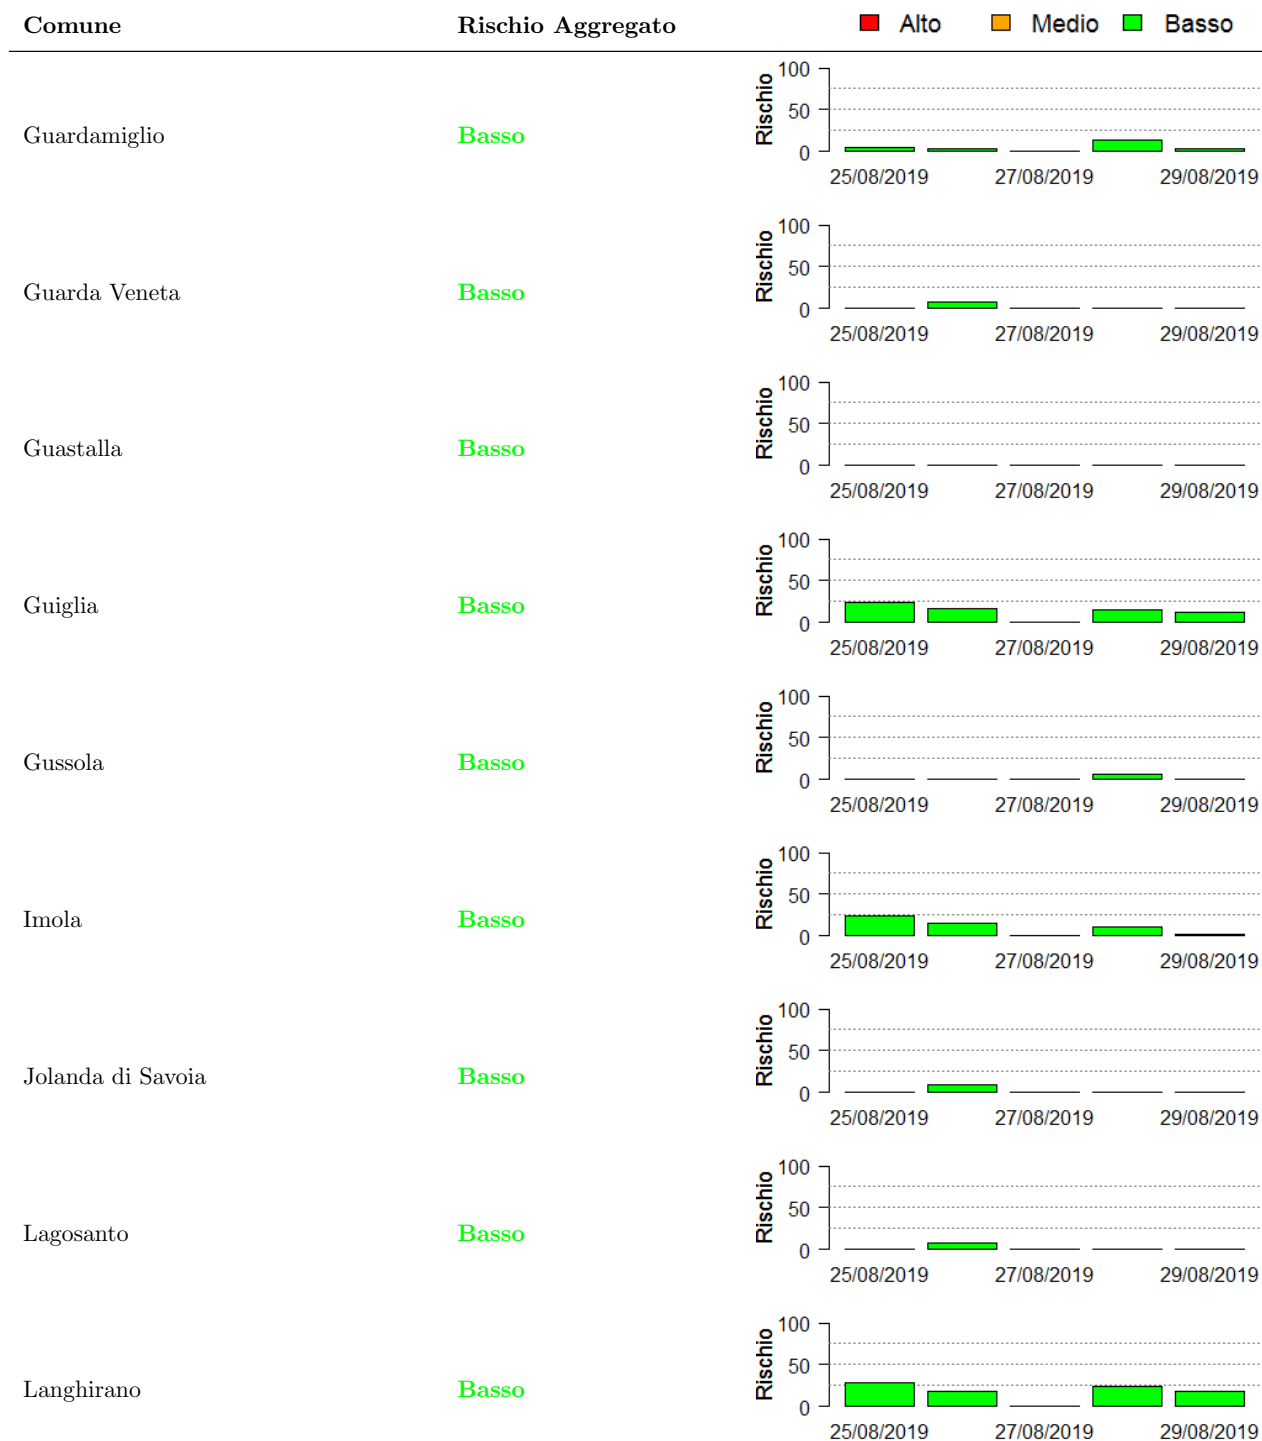 Comune Rischio Aggregato Alto Medio Basso
Guardamiglio Basso Rischio 100 50 0
25/08/2019 27/08/2019 29/08/2019
Guarda Veneta Basso Rischio 100 50 0
25/08/2019 27/08/2019 29/08/2019
Guastalla Basso Rischio 100 50 0
25/08/2019 27/08/2019 29/08/2019
Guiglia Basso Rischio 100 50 0
25/08/2019 27/08/2019 29/08/2019
Gussola Basso Rischio 100 50 0
25/08/2019 27/08/2019 29/08/2019
Imola Basso Rischio 100 50 0
25/08/2019 27/08/2019 29/08/2019
Jolanda di Savoia Basso Rischio 100 50 0
25/08/2019 27/08/2019 29/08/2019
Lagosanto Basso Rischio 100 50 0
25/08/2019 27/08/2019 29/08/2019
Langhirano Basso Rischio 100 50 0
25/08/2019 27/08/2019 29/08/2019